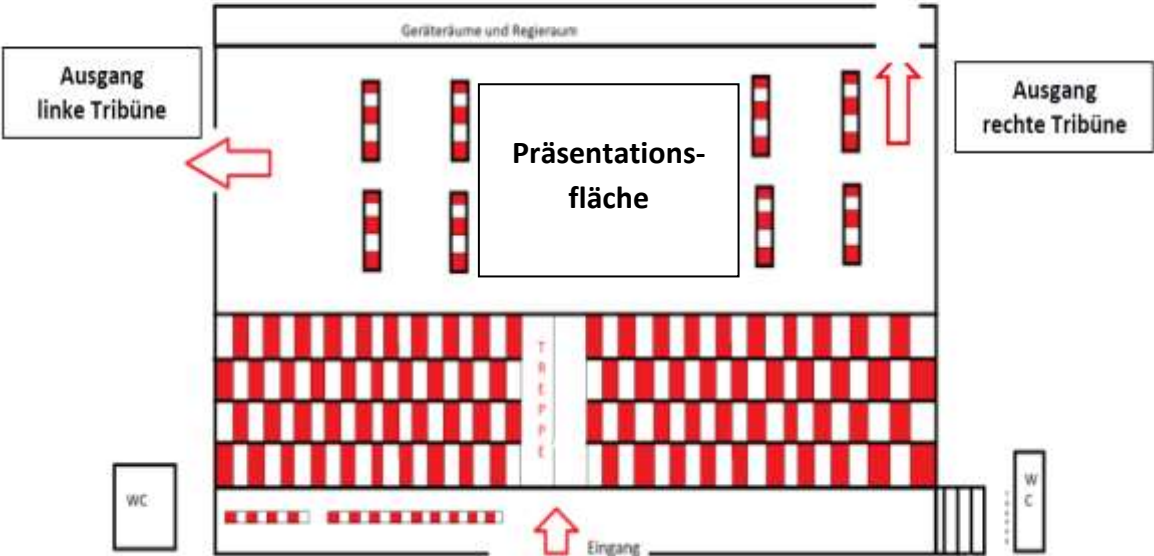 Geräteräume und Regieraum
Ausgang
linke Tribüne
Präsentations-
fläche
Ausgang
rechte Tribüne
TREPPE
WC
WC
Eingang